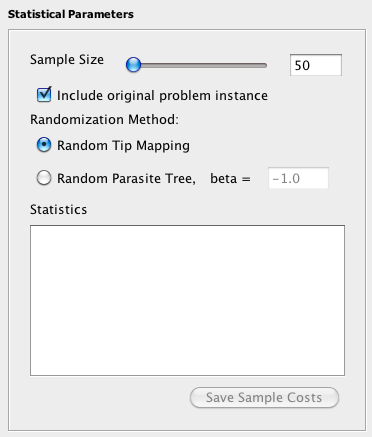 Statistical Parameters
Sample Size 50
Include original problem instance
Randomization Method:
Random Tip Mapping
Random Parasite Tree, beta = -1.0
Statistics
Save Sample Costs